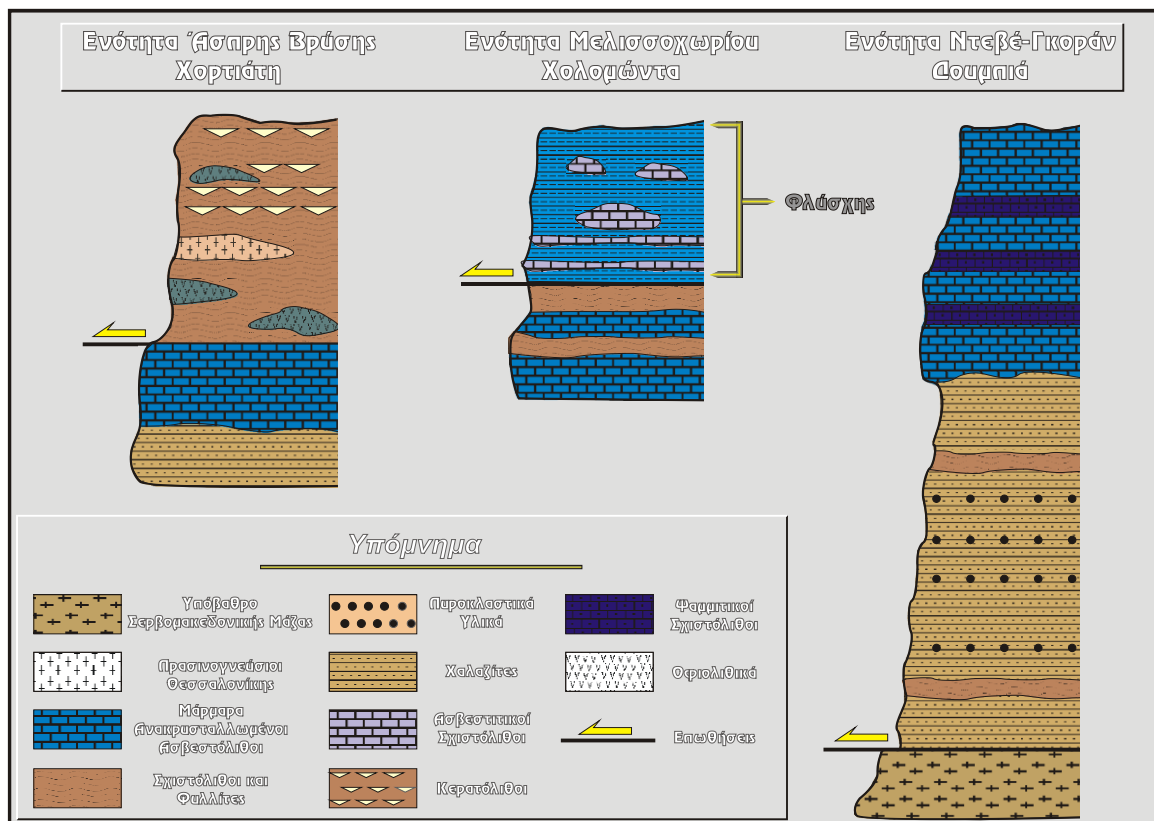 Ενότητα Άσπρης Βρύσης
Χορτιάτη
Ενότητα Μελισσοχωρίου
Χολομώντα
Ενότητα Ντεβέ-Γκοράν
Δουμπιά
Φλύσχης
Υπόμνημα
Υπόβαθρο
Σερβομακεδονικής Μάζας
Πρασινογνεύσιοι
Θεσσαλονίκης
Μάρμαρα
Ανακρυσταλλωμένοι
Ασβεστόλιθοι
Σχιστόλιθοι και
Φυλλίτες
Πυροκλαστικά
Υλικά
Χαλαζίτες
Ασβεστιτικοί
Σχιστόλιθοι
Κερατόλιθοι
Ψαμμιτικοί
Σχιστόλιθοι
Οφιολιθικά
Επωθήσεις